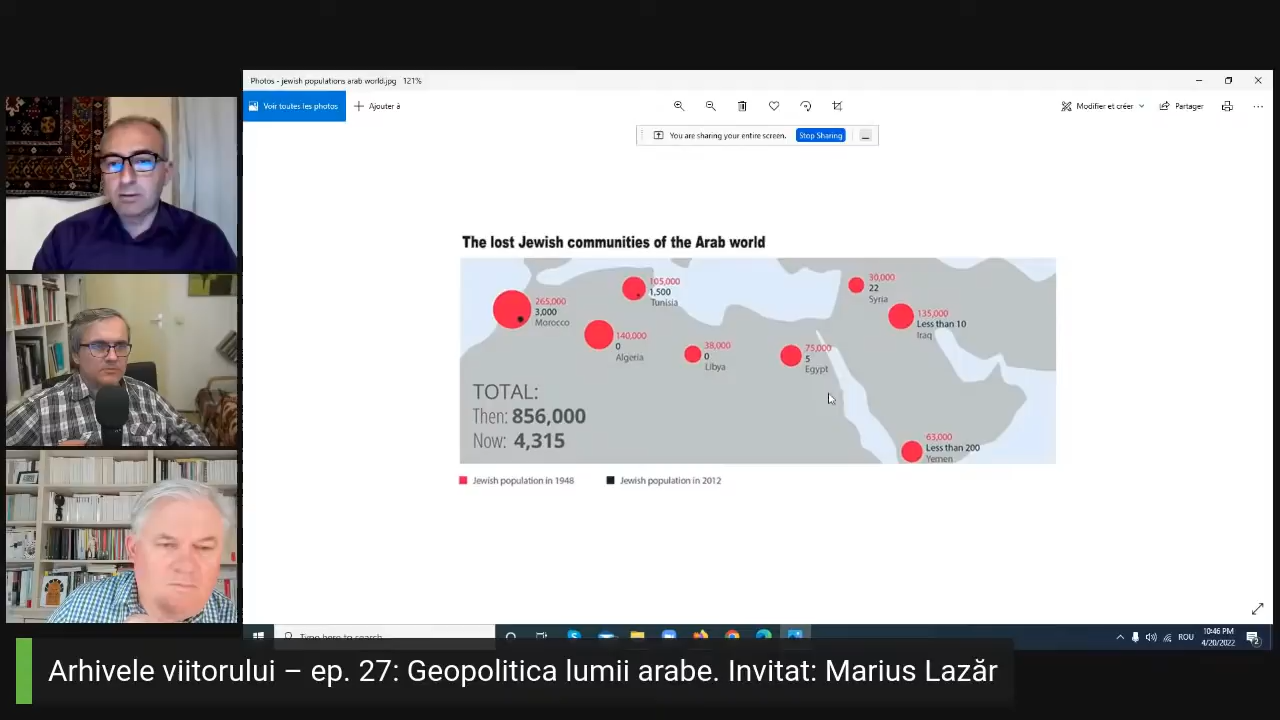 Photos - jewish populations arab world.jpg 121%
Voir toutes les photos
Ajouter à
Modifier et créer
Partager
You are sharing your entire screen.
Stop Sharing
The lost Jewish communities of the Arab world
265,000
3,000
Morocco
105,000
1,500
Tunisia
140,000
0
Algeria
38,000
0
Libya
75,000
5
Egypt
30,000
22
Syria
135,000
Less than 10
Iraq
63,000
Less than 200
Yemen
TOTAL:
Then: 856,000
Now: 4,315
Jewish population in 1948
Jewish population in 2012
Type here to search
ROU
10:46 PM
4/20/2022
Arhivele viitorului – ep. 27: Geopolitica lumii arabe. Invitat: Marius Lazăr